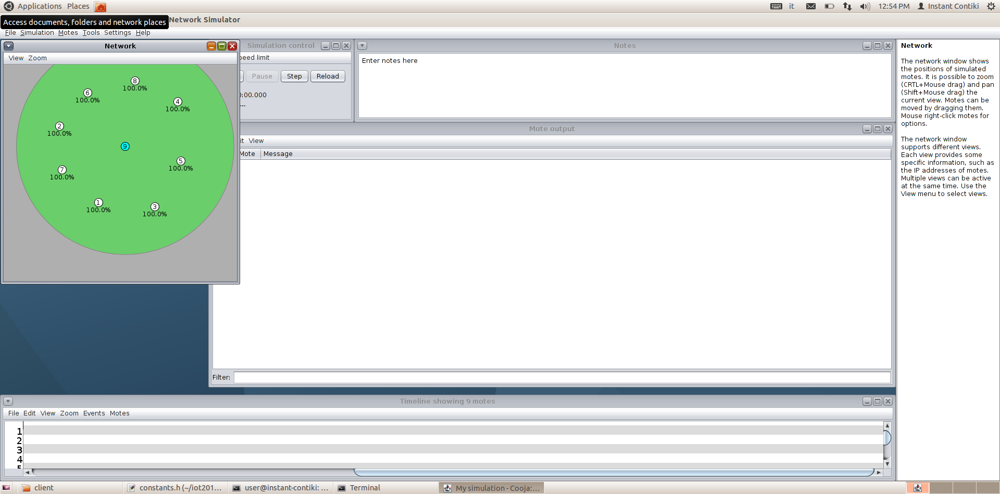 Applications Places
it 12:54 PM Instant Contiki
Access documents, folders and network places
Network Simulator
File Simulation Motes Tools Settings Help
Network
View Zoom
8
100.0%
6
100.0%
4
100.0%
2
100.0%
9
5
100.0%
7
100.0%
1
100.0%
3
100.0%
Simulation control
peed limit
Pause Step Reload
0:00.000
---
Notes
Enter notes here
Mote output
it View
Mote Message
Filter:
Network
The network window shows
the positions of simulated
motes. It is possible to zoom
(CRTL+Mouse drag) and pan
(Shift+Mouse drag) the
current view. Motes can be
moved by dragging them.
Mouse right-click motes for
options.
The network window
supports different views.
Each view provides some
specific information, such as
the IP addresses of motes.
Multiple views can be active
at the same time. Use the
View menu to select views.
Timeline showing 9 motes
File Edit View Zoom Events Motes
1
2
3
4
5
client constants.h (~/iot201... user@instant-contiki: ... Terminal My simulation - Cooja:...